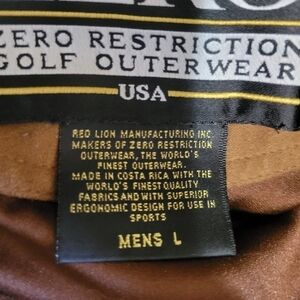 ZERO
ZERO RESTRICTION
GOLF OUTERWEAR
USA
RED LION MANUFACTURING INC.
MAKERS OF ZERO RESTRICTION
OUTERWEAR, THE WORLD'S
FINEST OUTERWEAR.
MADE IN COSTA RICA WITH THE
WORLD'S FINEST QUALITY
FABRICS AND WITH SUPERIOR
ERGONOMIC DESIGN FOR USE IN
SPORTS
MENS L